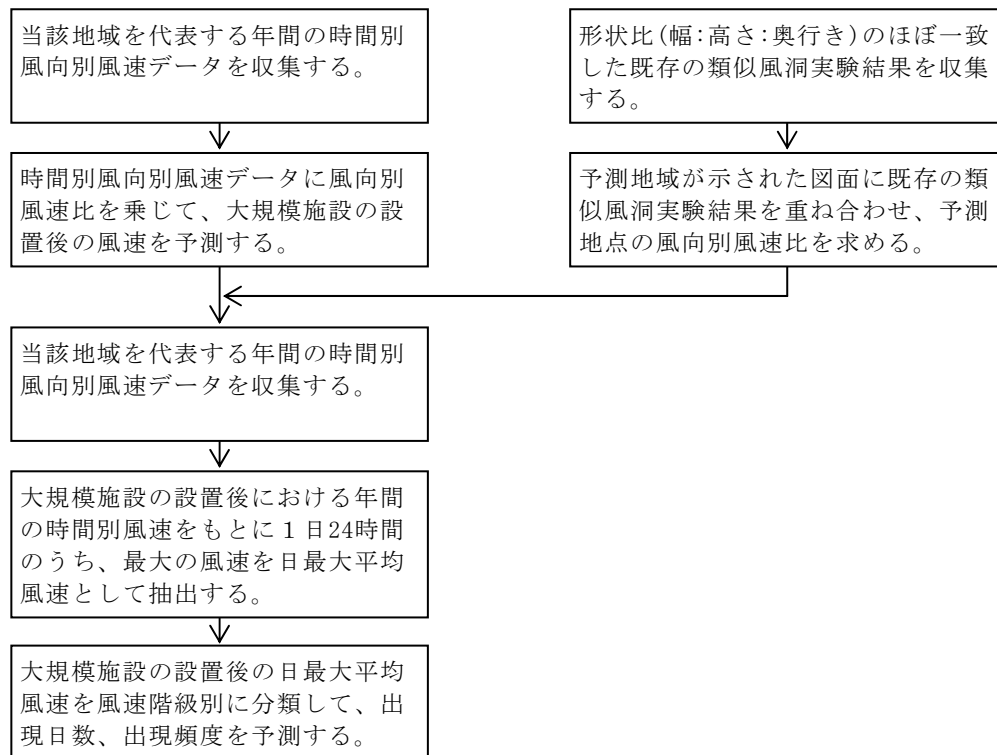 当該地域を代表する年間の時間別
風向別風速データを収集する。
形状比(幅:高さ:奥行き)のほぼ一致
した既存の類似風洞実験結果を収集
する。
時間別風向別風速データに風向別
風速比を乗じて、大規模施設の設
置後の風速を予測する。
予測地域が示された図面に既存の類
似風洞実験結果を重ね合わせ、予測
地点の風向別風速比を求める。
当該地域を代表する年間の時間別
風向別風速データを収集する。
大規模施設の設置後における年間
の時間別風速をもとに1日24時間
のうち、最大の風速を日最大平均
風速として抽出する。
大規模施設の設置後の日最大平均
風速を風速階級別に分類して、出
現日数、出現頻度を予測する。